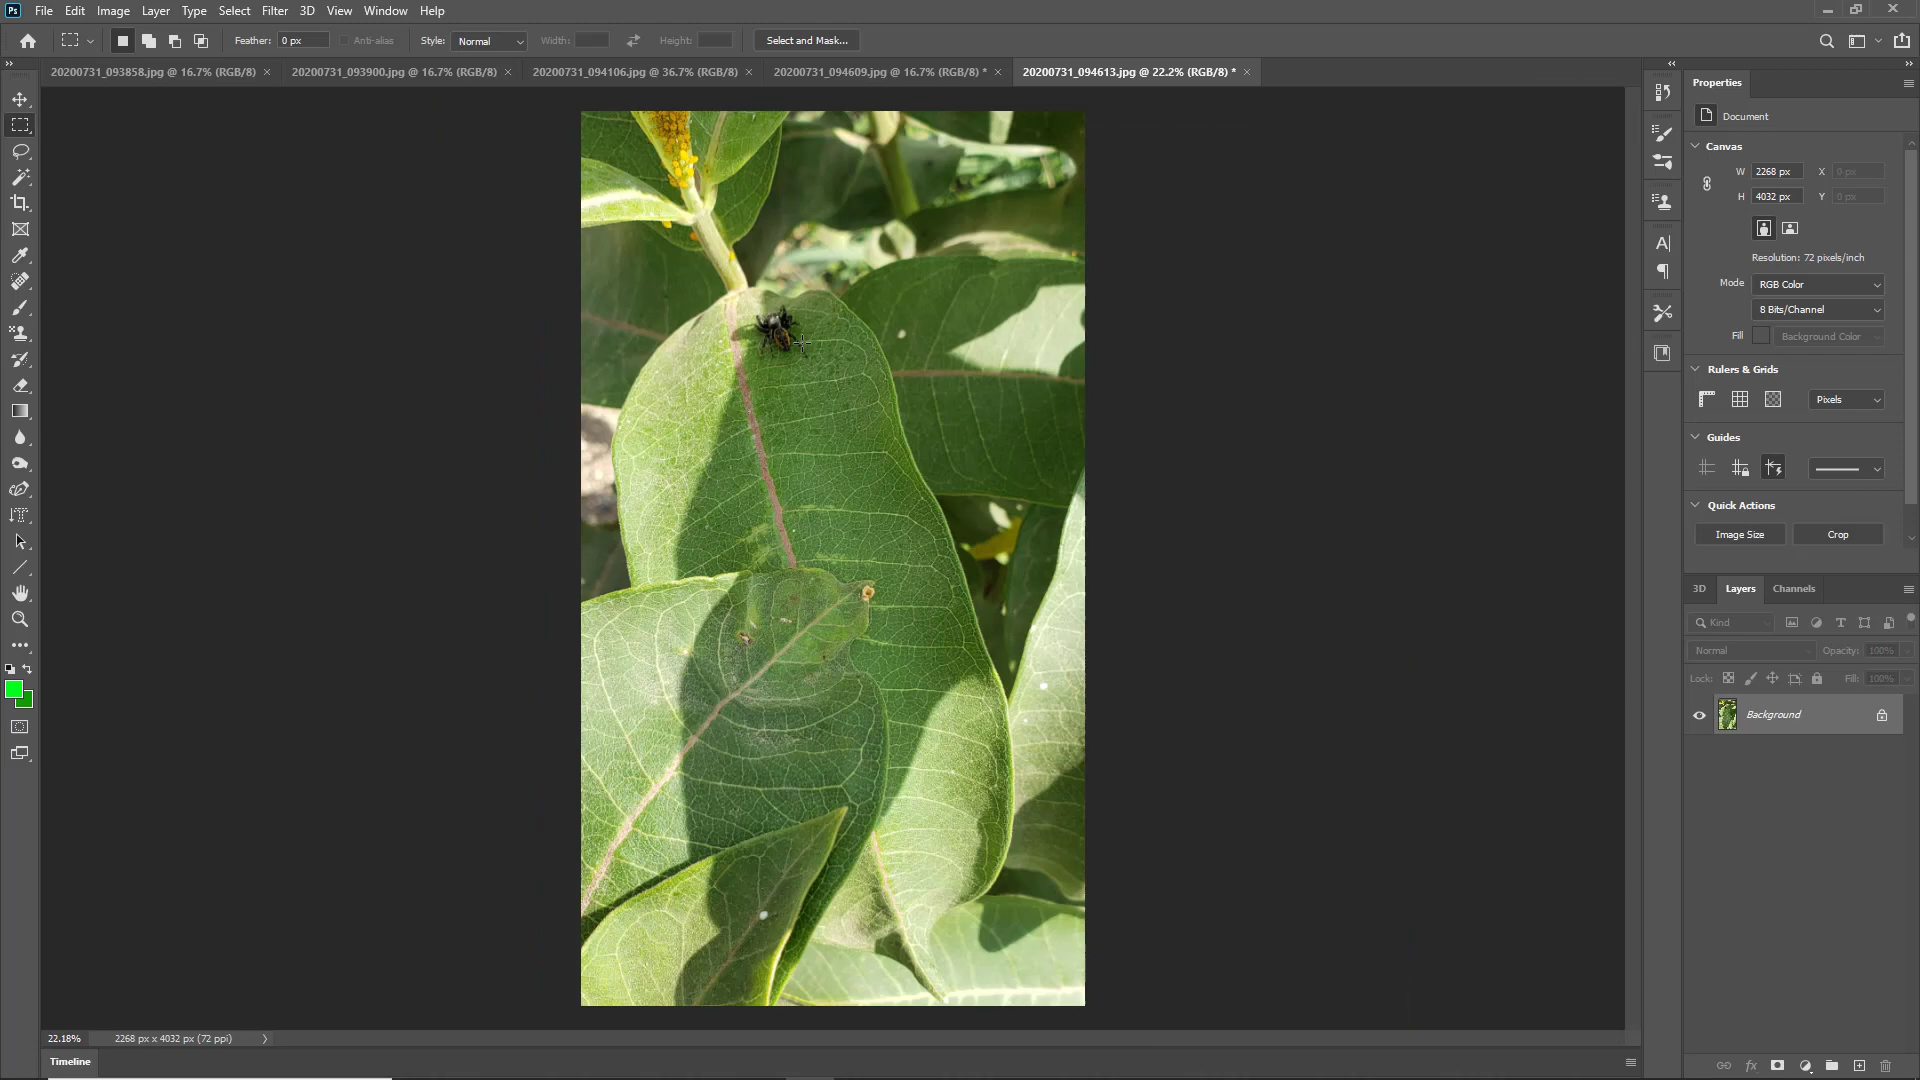 Ps File Edit Image Layer Type Select Filter 3D View Window Help
Feather: 0 px Anti-alias Style: Normal Width: Height: Select and Mask...
20200731_093858.jpg @ 16.7% (RGB/8) × 20200731_093900.jpg @ 16.7% (RGB/8) × 20200731_094106.jpg @ 36.7% (RGB/8) × 20200731_094609.jpg @ 16.7% (RGB/8) * × 20200731_094613.jpg @ 22.2% (RGB/8) * ×
Properties
Document
Canvas
W 2268 px X 0 px
H 4032 px Y 0 px
Resolution: 72 pixels/inch
Mode RGB Color
8 Bits/Channel
Fill Background Color
Rulers & Grids
Pixels
Guides
Quick Actions
Image Size Crop
3D Layers Channels
Kind
Normal Opacity: 100%
Lock: Fill: 100%
Background
fx
22.18% 2268 px x 4032 px (72 ppi)
Timeline